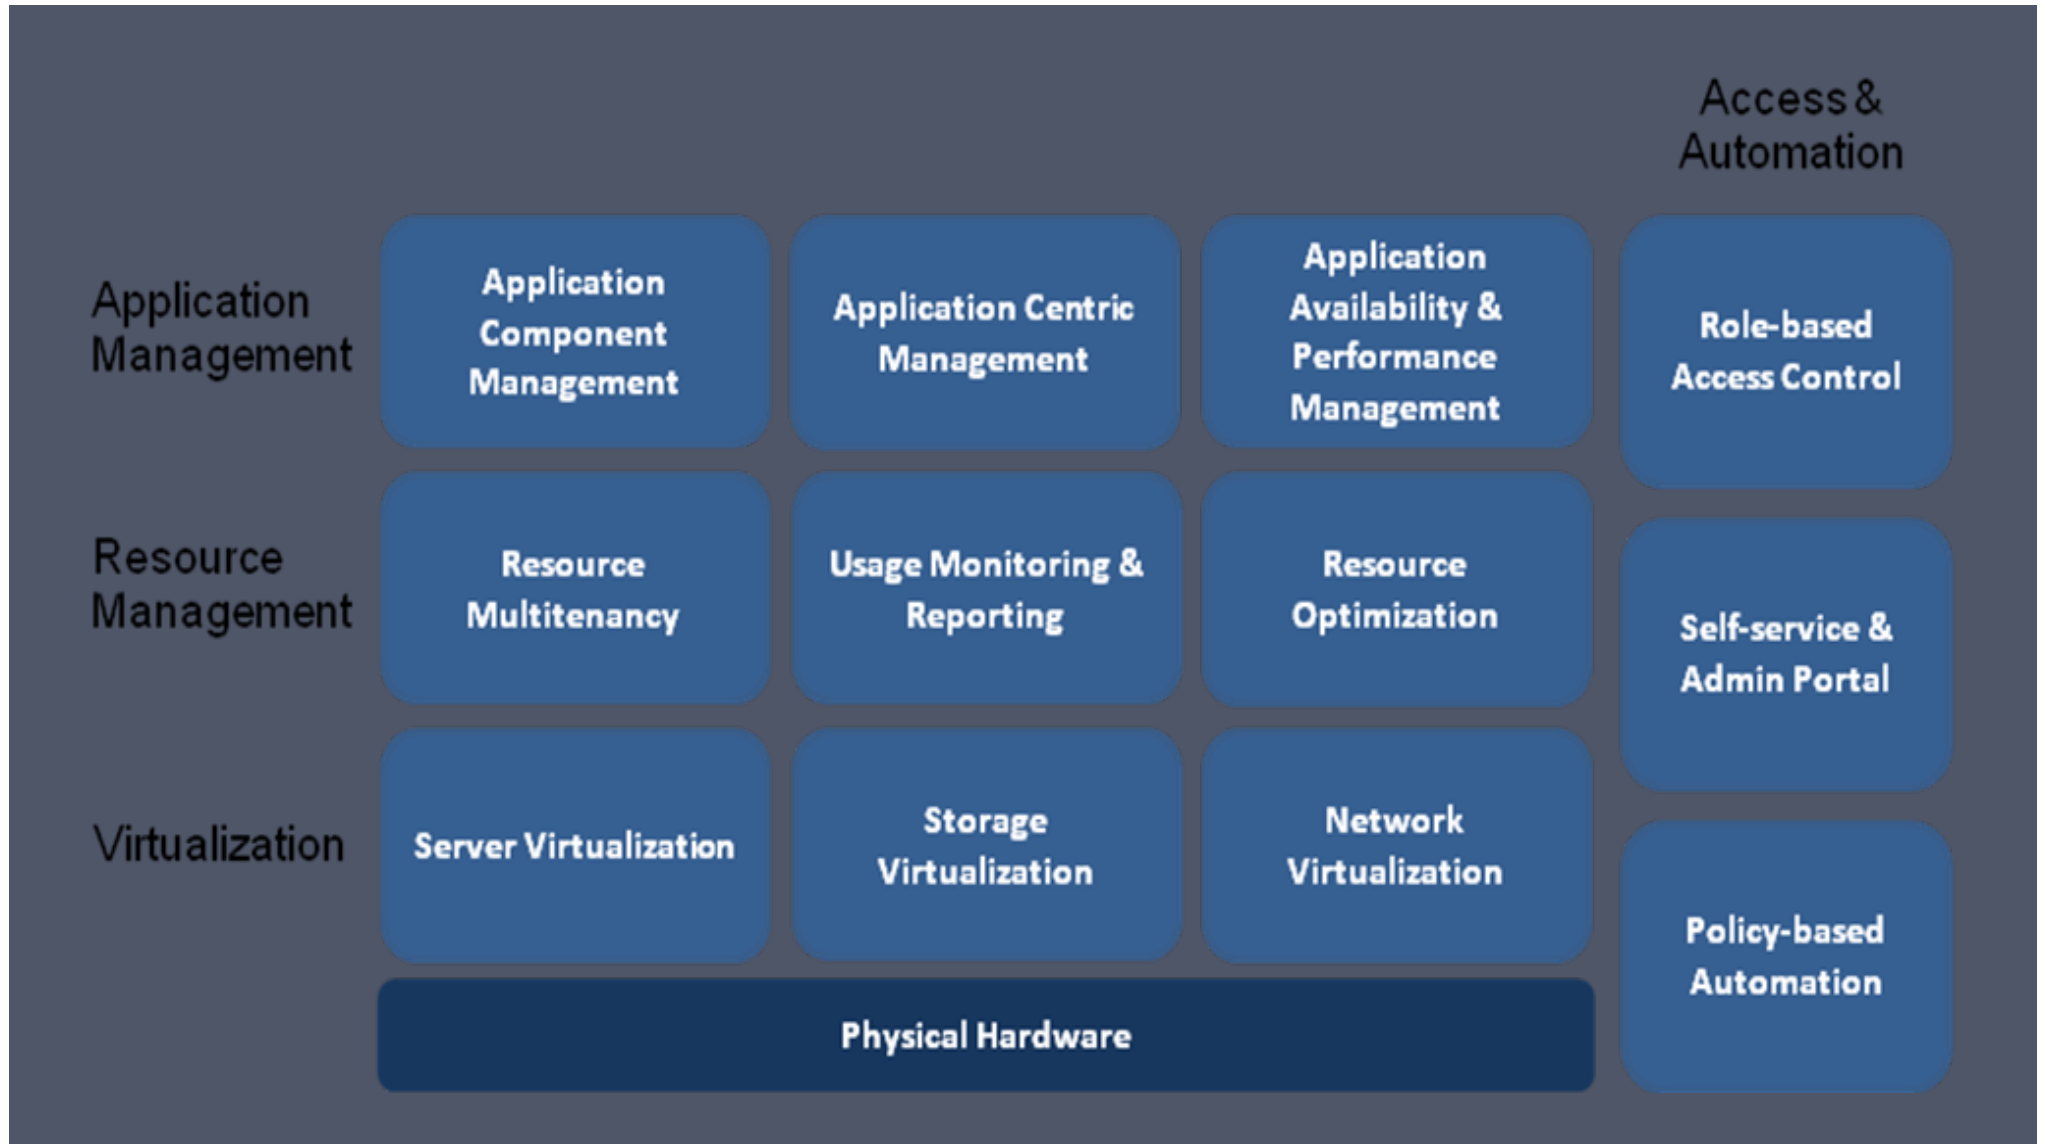 Access &
Automation
Application
Management
Application
Component
Management
Application Centric
Management
Application
Availability &
Performance
Management
Role-based
Access Control
Resource
Management
Resource
Multitenancy
Usage Monitoring &
Reporting
Resource
Optimization
Self-service &
Admin Portal
Virtualization
Server Virtualization
Storage
Virtualization
Network
Virtualization
Policy-based
Automation
Physical Hardware